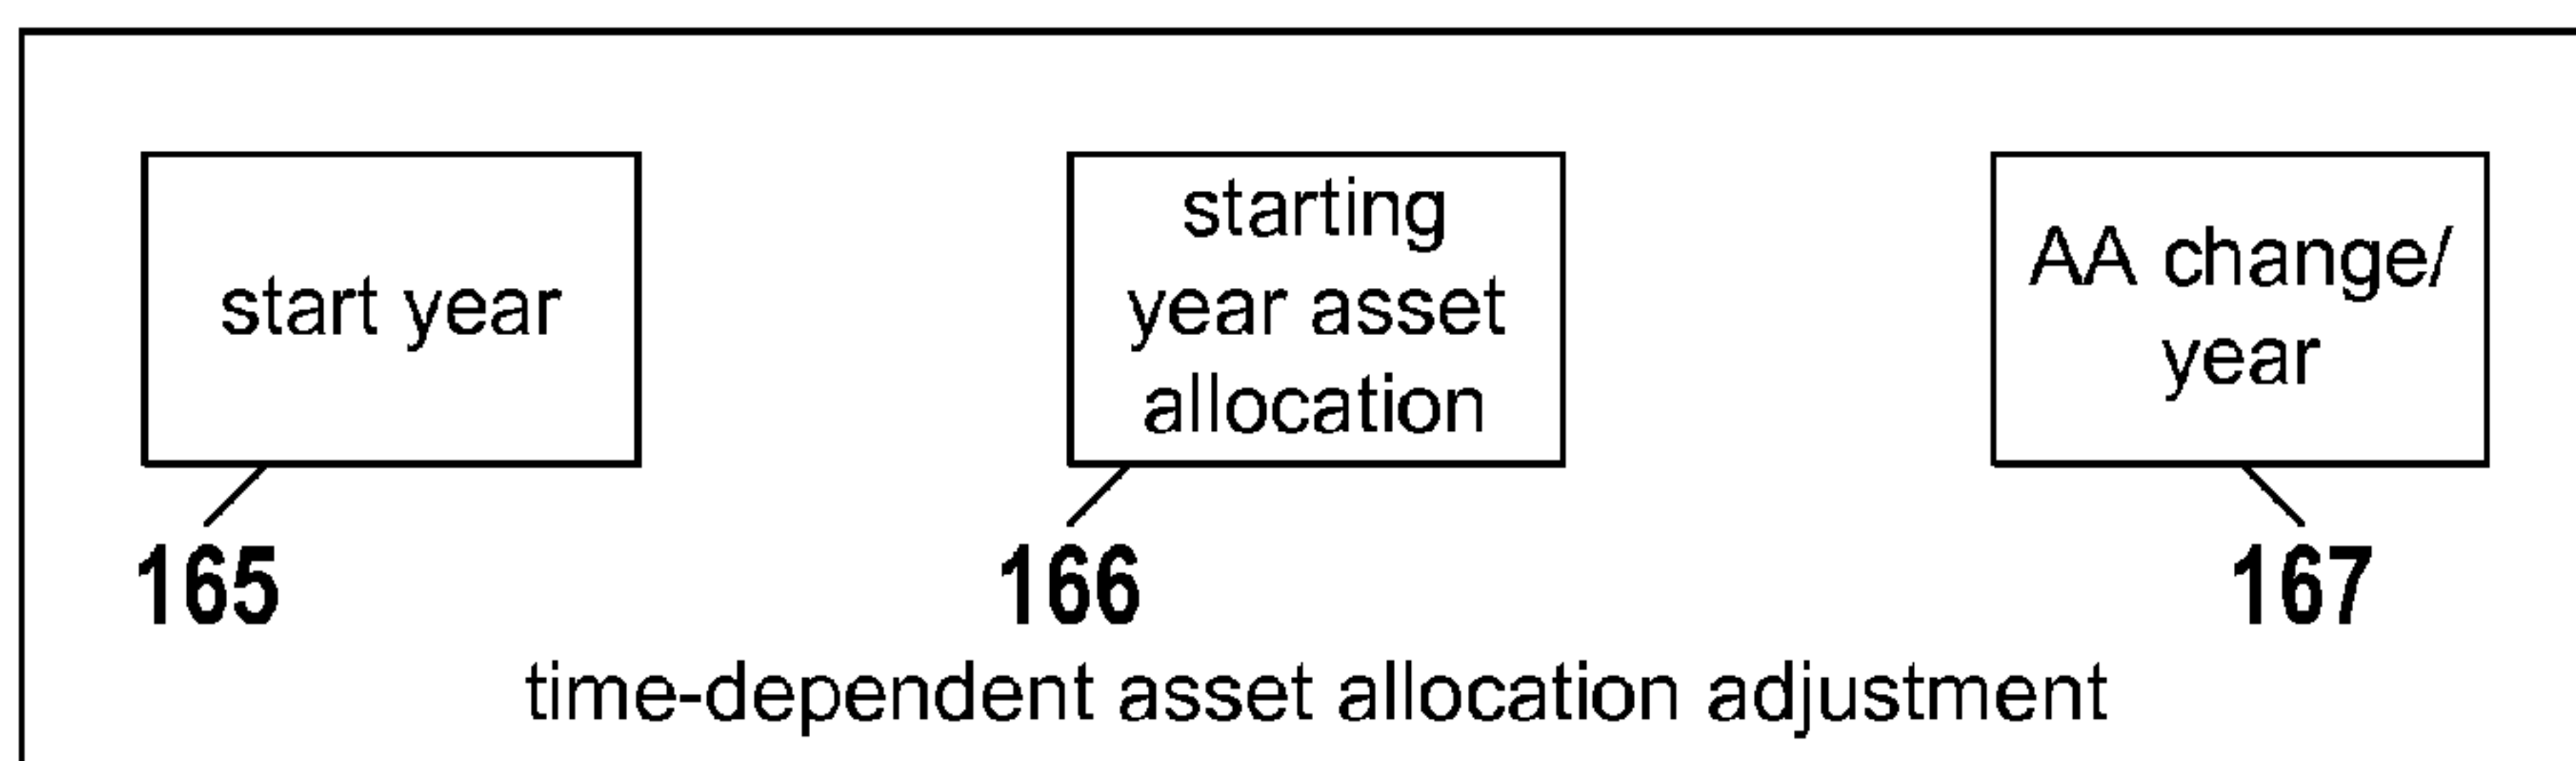 start year
starting
year asset
allocation
AA change/
year
165
166
167
time-dependent asset allocation adjustment